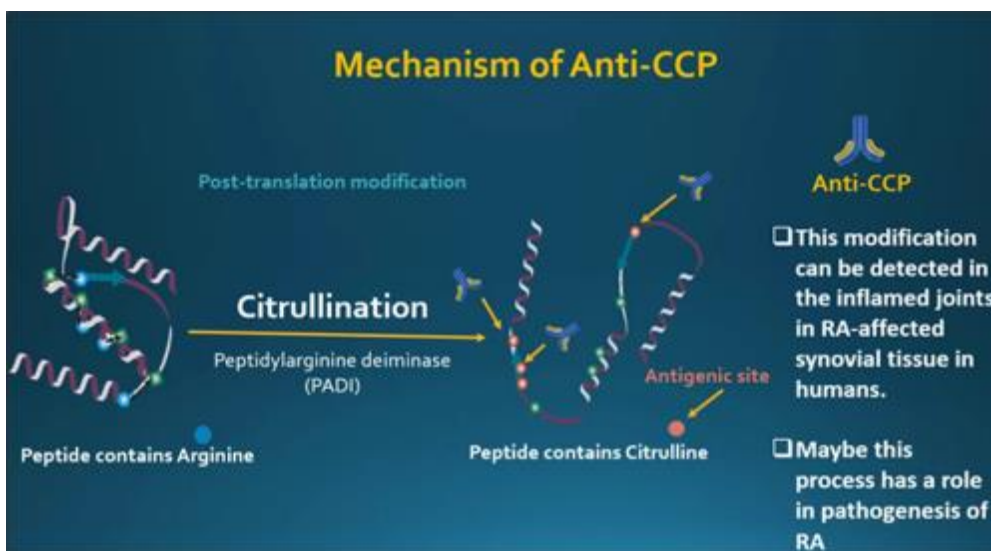 Mechanism of Anti-CCP
Post-translation modification
Citrullination
Peptidylarginine deiminase
(PADI)
Peptide contains Arginine
Antigenic site
Peptide contains Citrulline
Anti-CCP
❑This modification
can be detected in
the inflamed joints
in RA-affected
synovial tissue in
humans.
❑Maybe this
process has a role
in pathogenesis of
RA